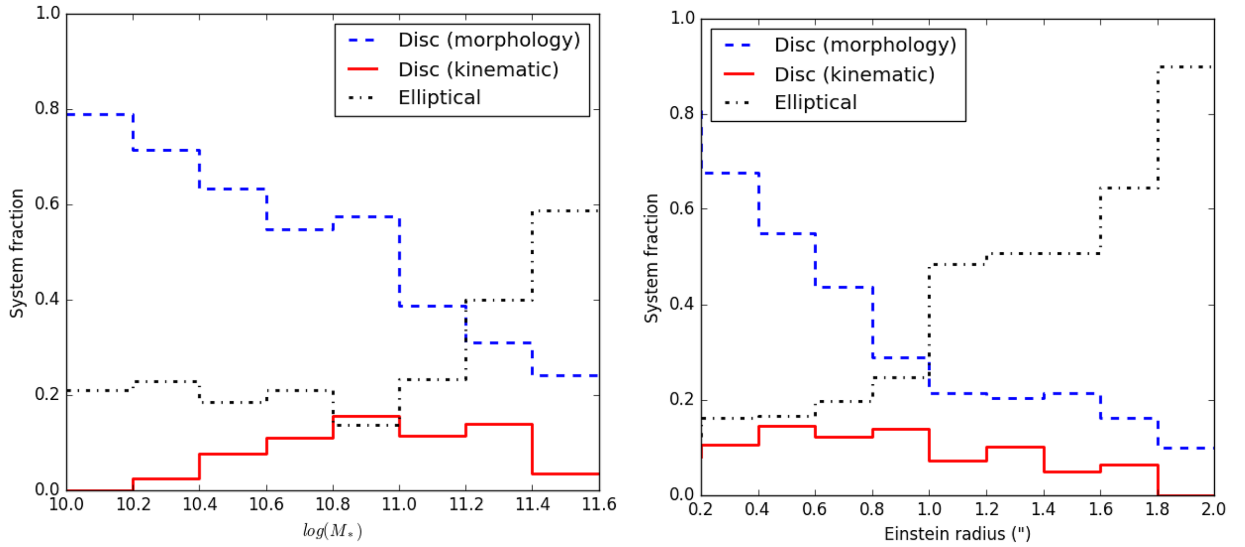 1.0
0.8
0.6
0.4
0.2
0.0
System fraction
Disc (morphology)
Disc (kinematic)
Elliptical
10.0 10.2 10.4 10.6 10.8 11.0 11.2 11.4 11.6
log(M*)
1.0
0.8
0.6
0.4
0.2
0.0
System fraction
Disc (morphology)
Disc (kinematic)
Elliptical
0.2 0.4 0.6 0.8 1.0 1.2 1.4 1.6 1.8 2.0
Einstein radius (")